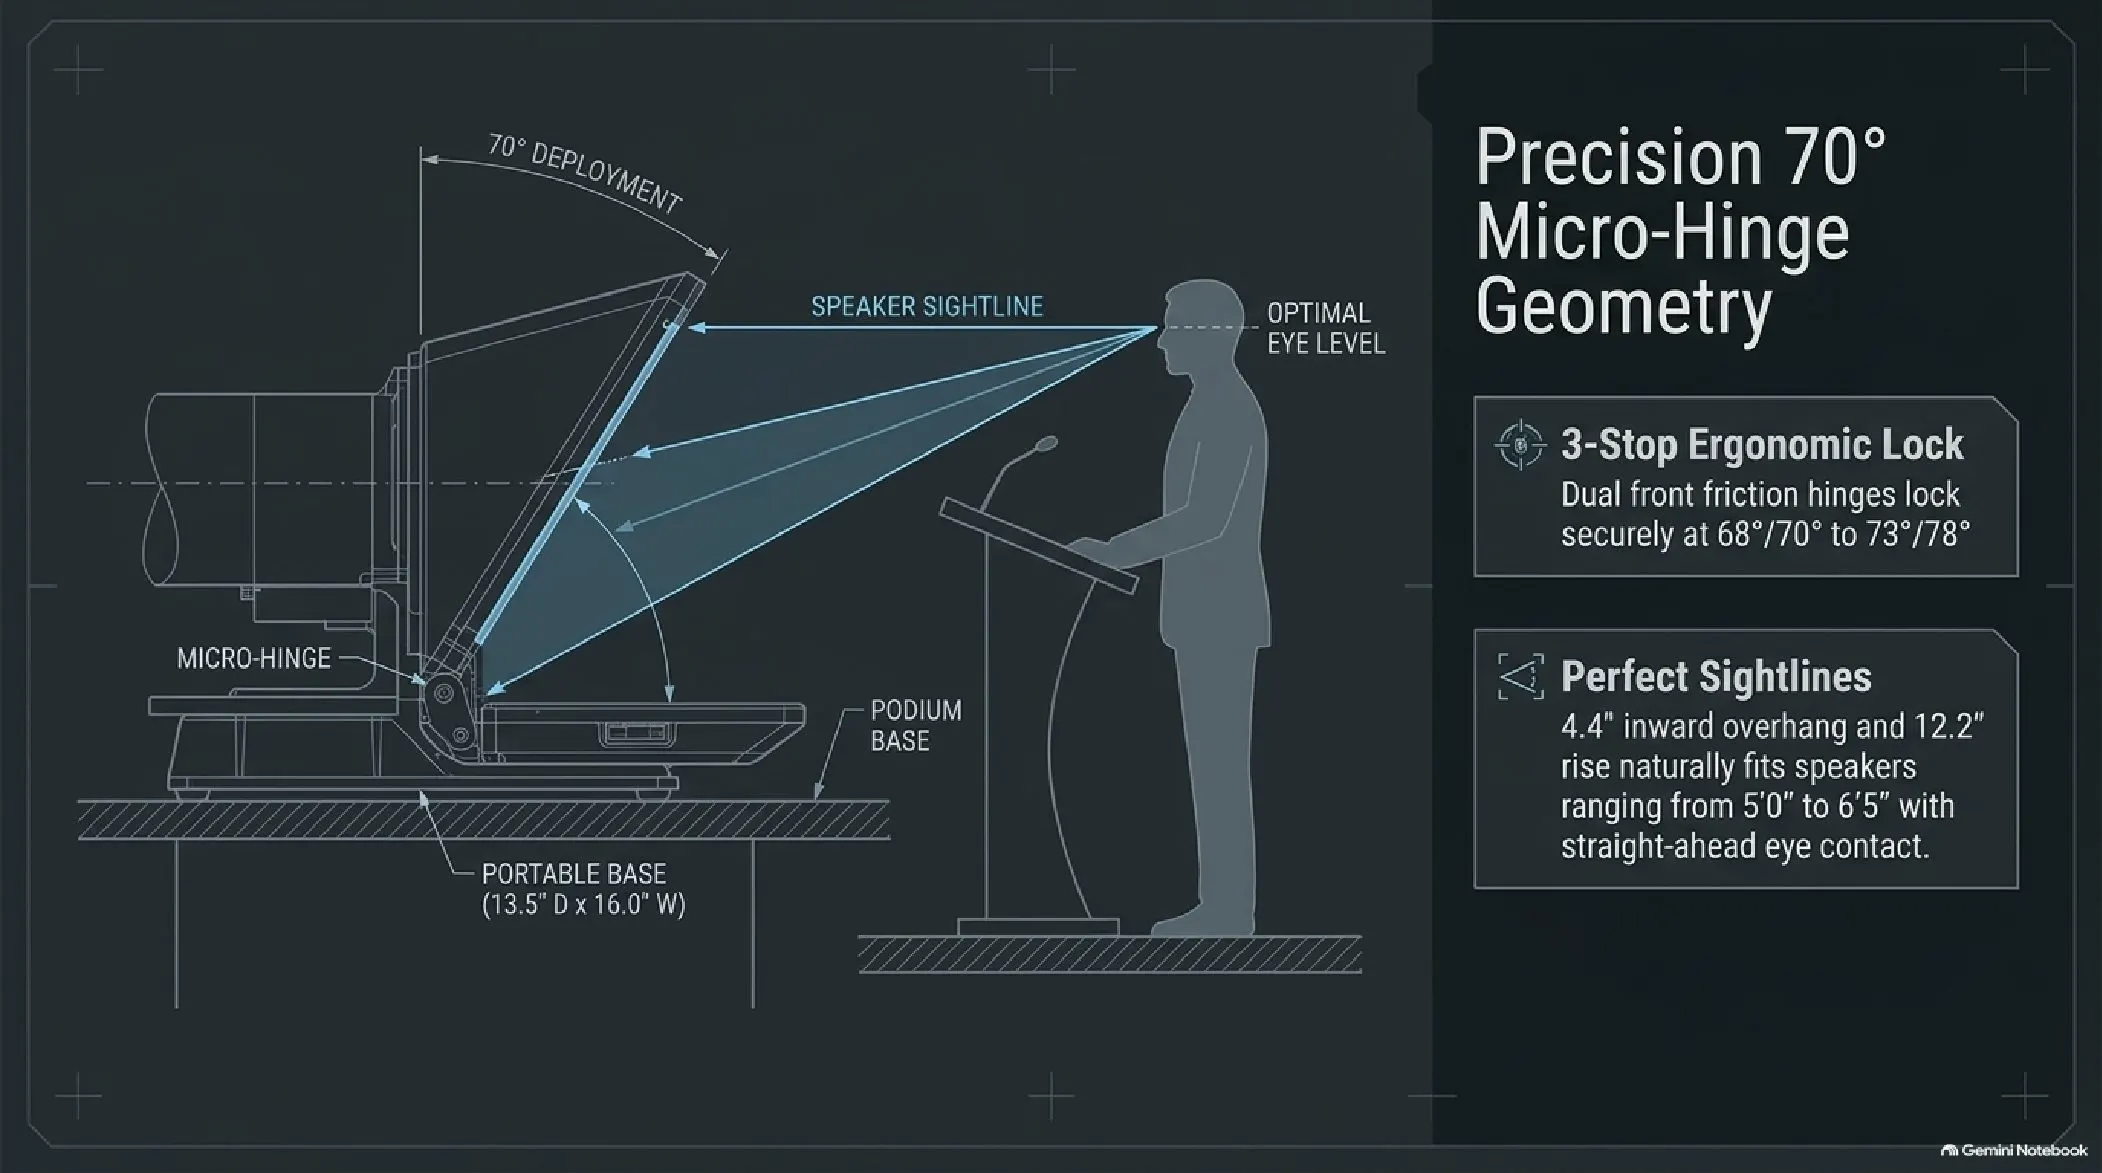 Precision 70°
Micro-Hinge
Geometry
70° DEPLOYMENT
SPEAKER SIGHTLINE
OPTIMAL
EYE LEVEL
MICRO-HINGE
PODIUM
BASE
PORTABLE BASE
(13.5" D x 16.0" W)
3-Stop Ergonomic Lock
Dual front friction hinges lock
securely at 68°/70° to 73°/78°
Perfect Sightlines
4.4" inward overhang and 12.2"
rise naturally fits speakers
ranging from 5'0" to 6'5" with
straight-ahead eye contact.
Gemini Notebook